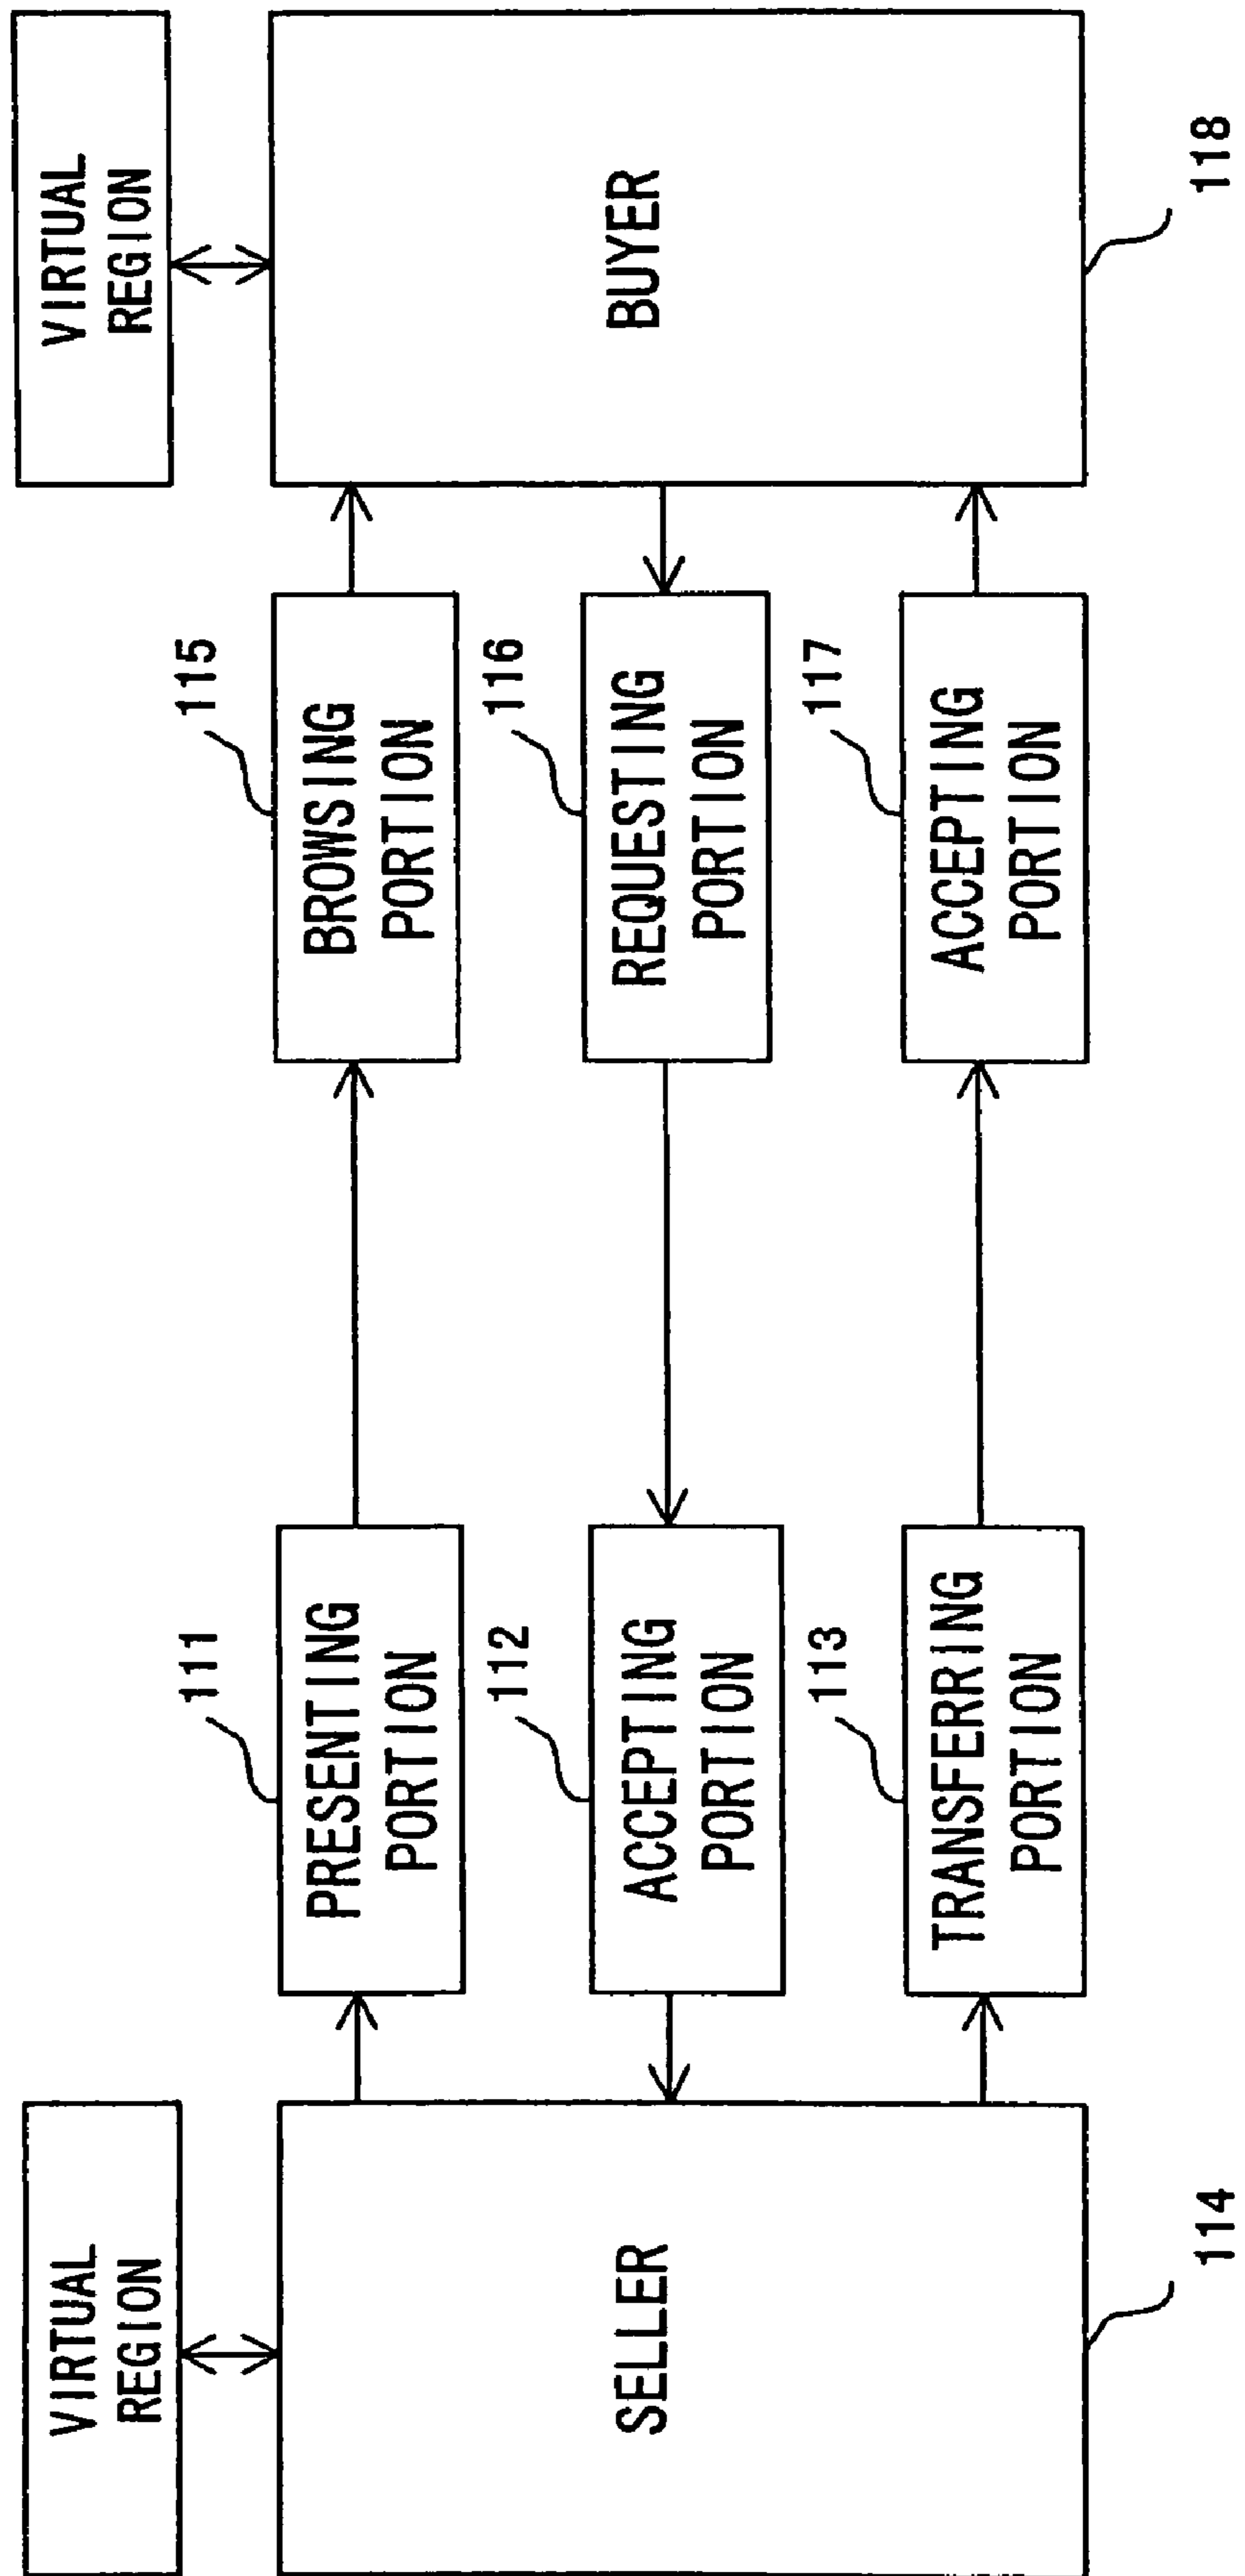 VIRTUAL
REGION
SELLER
114
PRESENTING
PORTION
111
ACCEPTING
PORTION
112
TRANSFERRING
PORTION
113
BROWSING
PORTION
115
REQUESTING
PORTION
116
ACCEPTING
PORTION
117
VIRTUAL
REGION
BUYER
118